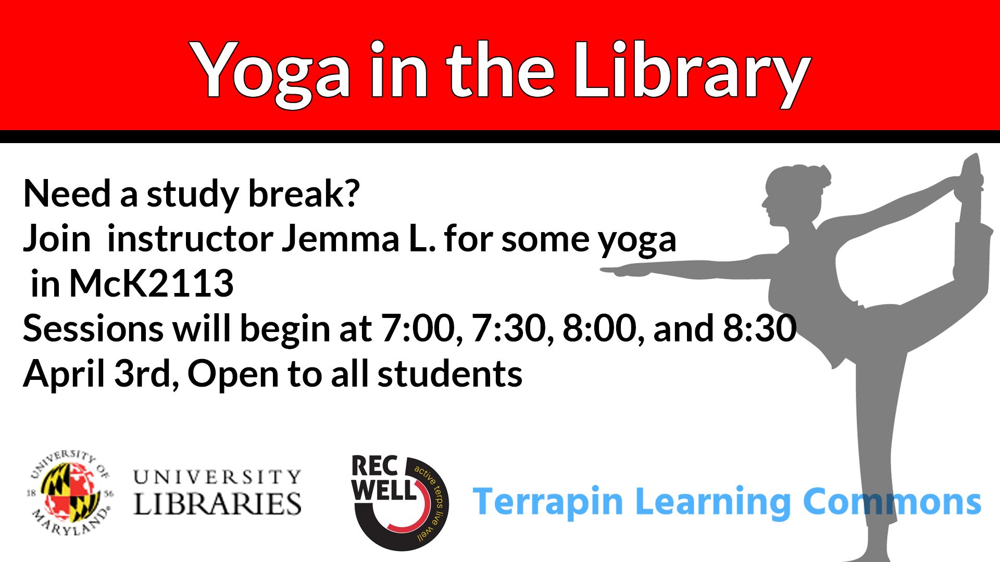 Yoga in the Library
Need a study break?
Join  instructor Jemma L. for some yoga
in McK2113
Sessions will begin at 7:00, 7:30, 8:00, and 8:30
April 3rd, Open to all students
UNIVERSITY OF
18 56
MARYLAND
UNIVERSITY
LIBRARIES
REC
WELL
active terps live well
Terrapin Learning Commons